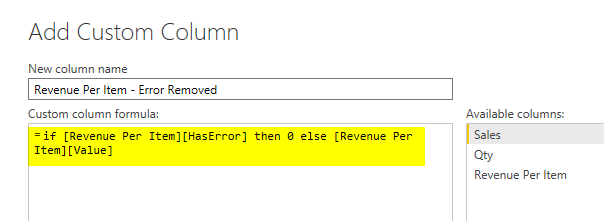 Add Custom Column
New column name
Revenue Per Item - Error Removed
Custom column formula:
Available columns:
=if [Revenue Per Item][HasError] then 0 else [Revenue Per
Item][Value]
Sales
Qty
Revenue Per Item